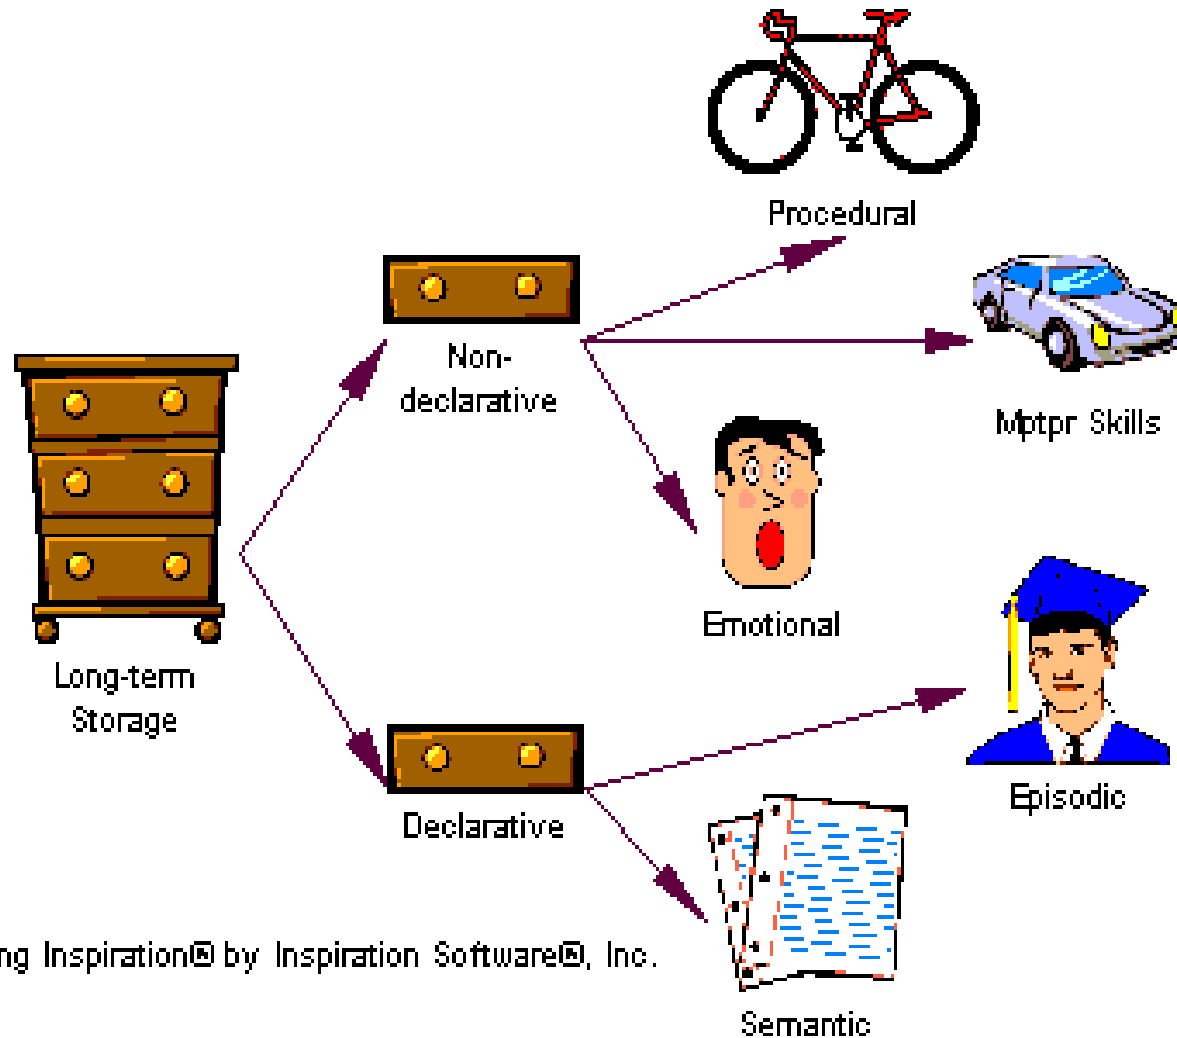 Procedural
Non-
declarative
Mptpr Skills
Emotional
Long-term
Storage
Episodic
Declarative
ng Inspiration® by Inspiration Software®, Inc.
Semantic